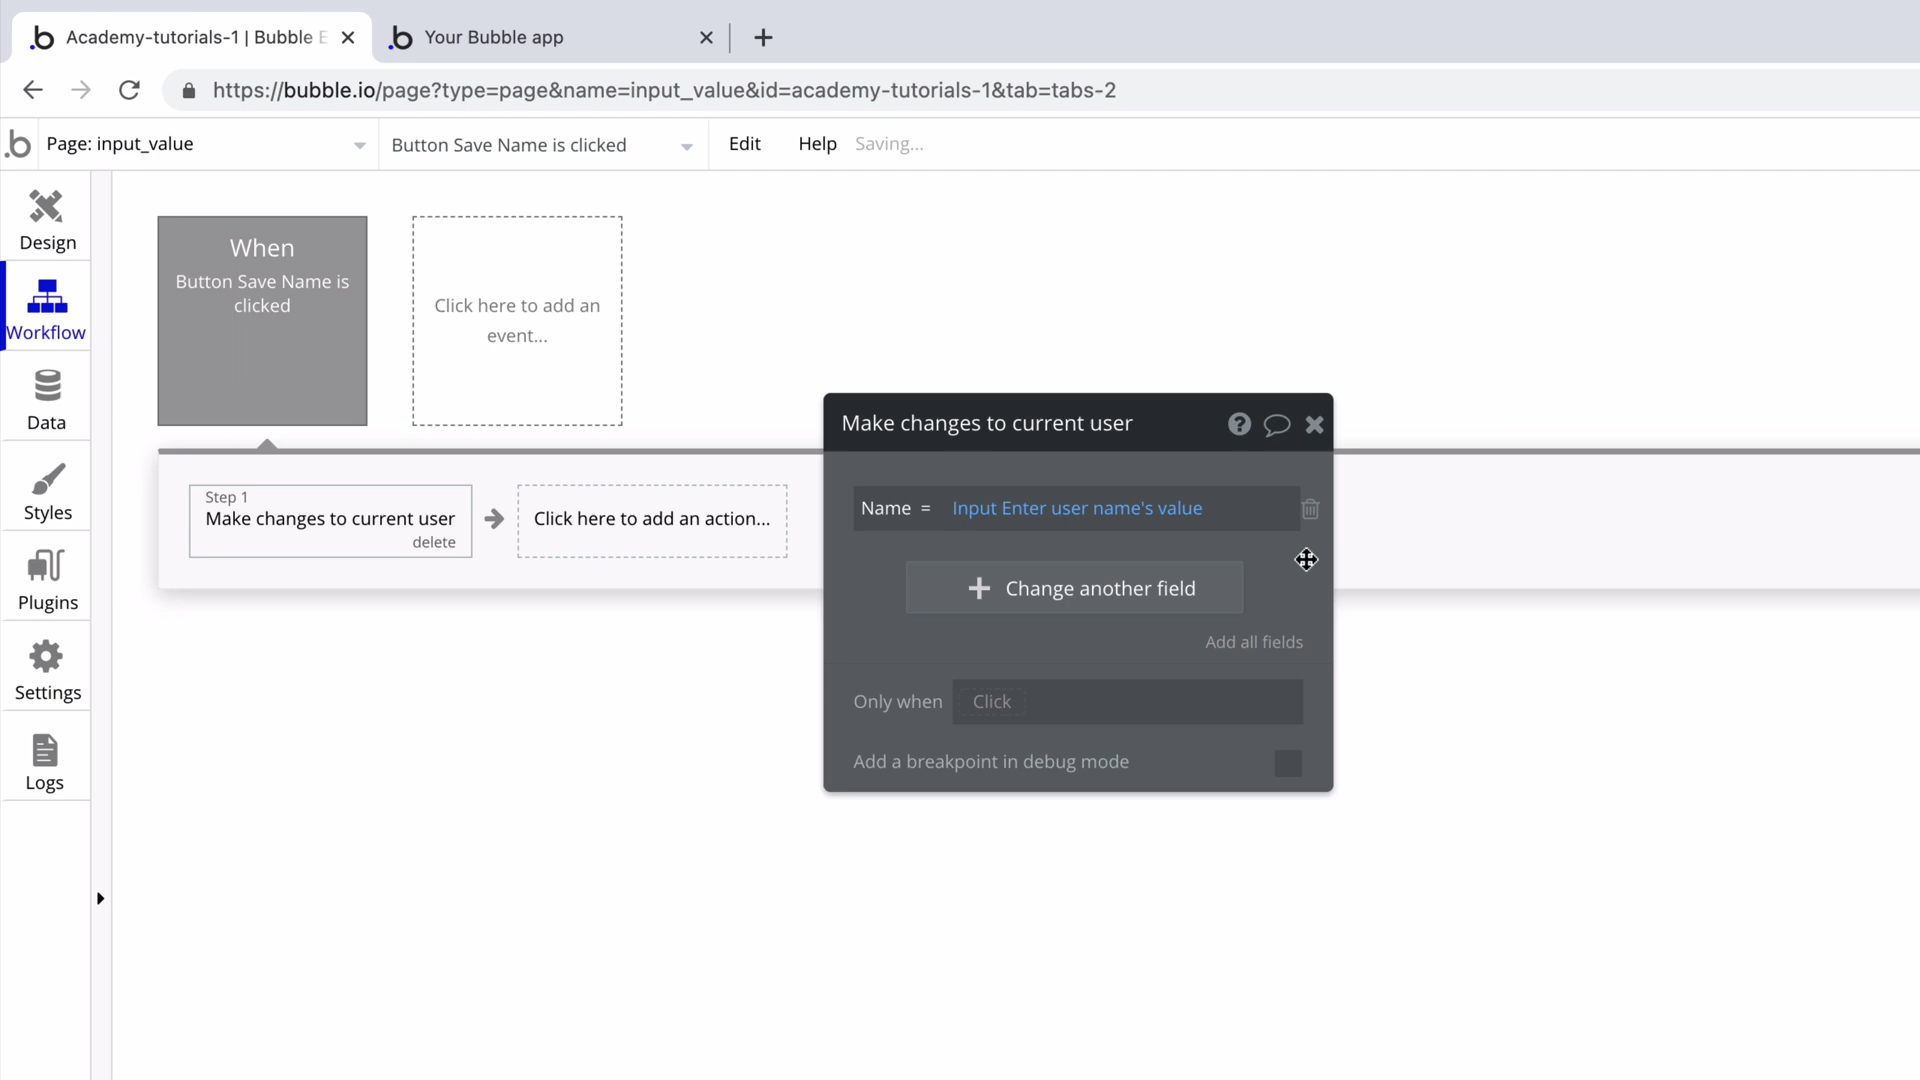 Academy-tutorials-1 | Bubble E
Your Bubble app
https://bubble.io/page?type=page&name=input_value&id=academy-tutorials-1&tab=tabs-2
Page: input_value
Button Save Name is clicked
Edit
Help
Saving...
Design
Workflow
Data
Styles
Plugins
Settings
Logs
When
Button Save Name is
clicked
Click here to add an
event...
Step 1
Make changes to current user
delete
Click here to add an action...
Make changes to current user
Name = Input Enter user name's value
Change another field
Add all fields
Only when Click
Add a breakpoint in debug mode